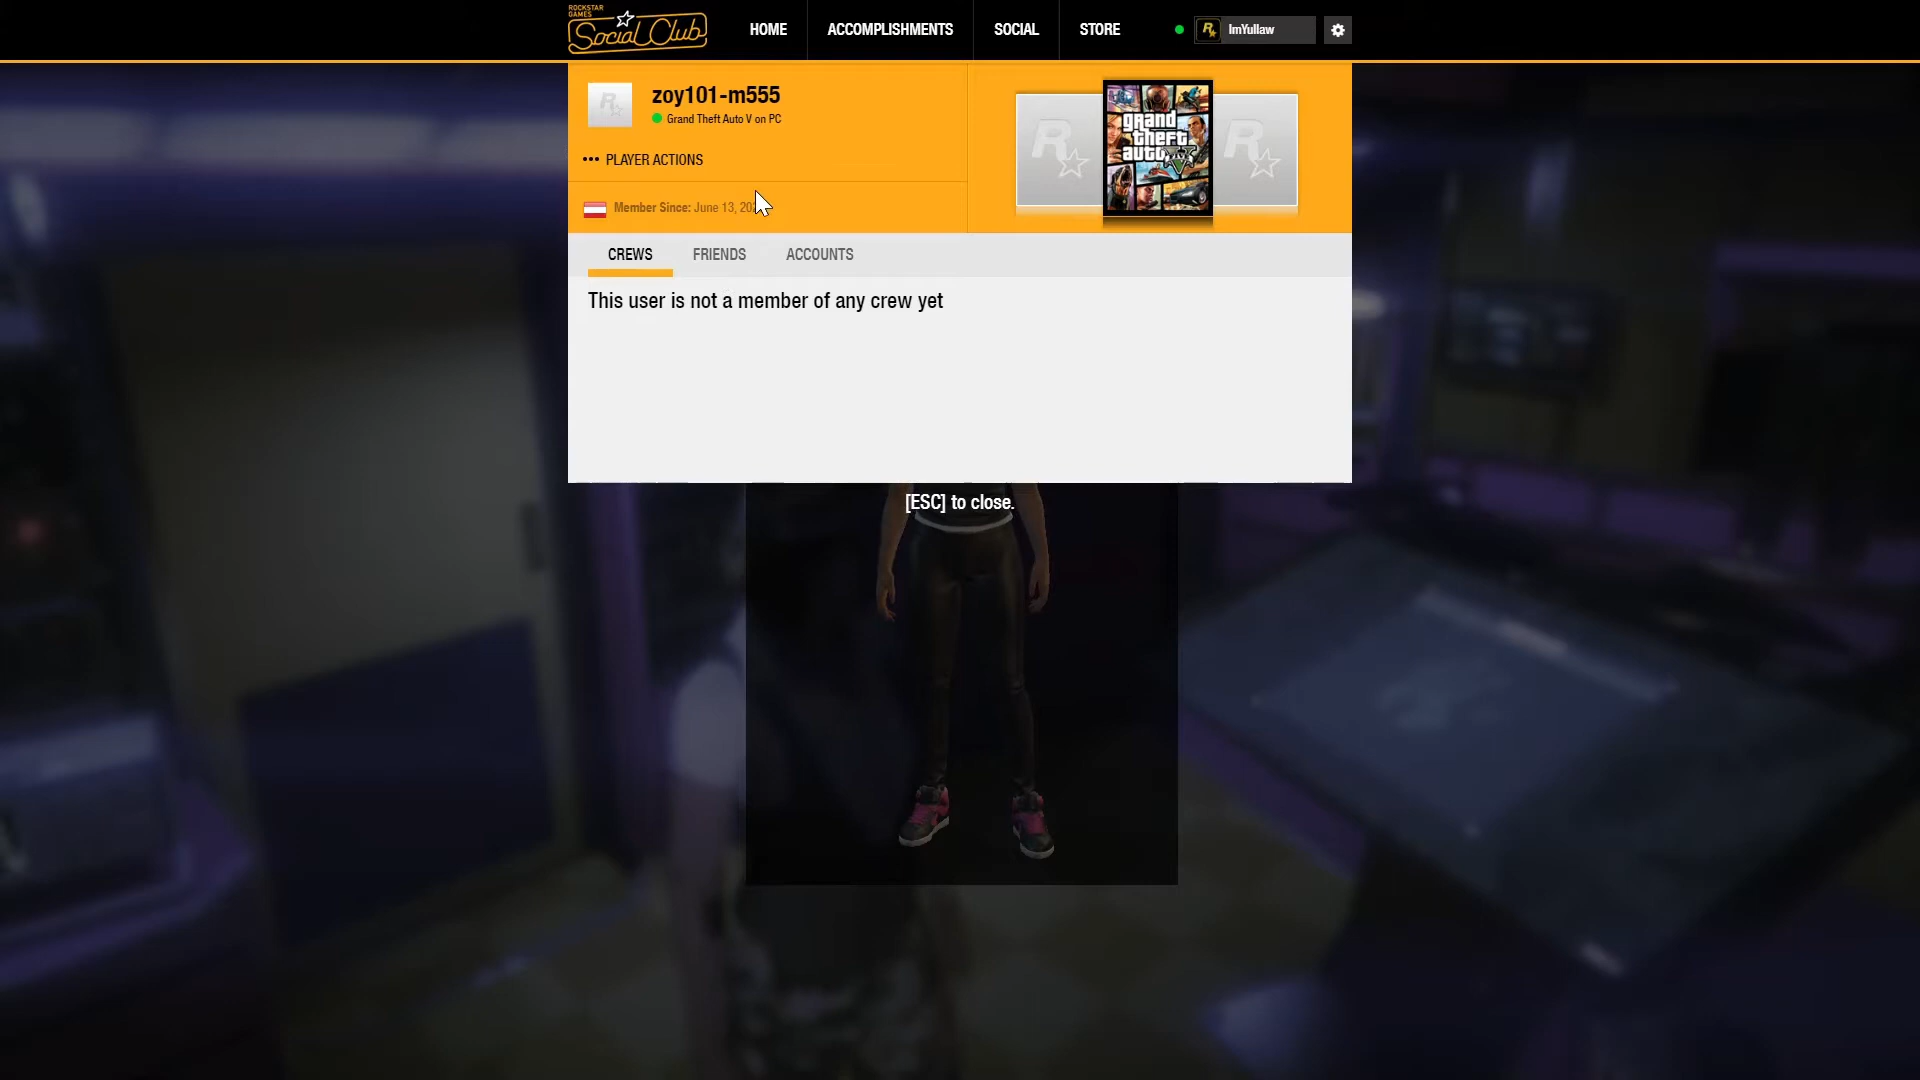 ROCKSTAR
GAMES
Social Club
HOME
ACCOMPLISHMENTS
SOCIAL
STORE
ImYullaw
zoy101-m555
Grand Theft Auto V on PC
••• PLAYER ACTIONS
Member Since: June 13,
grand
theft
auto
V
CREWS
FRIENDS
ACCOUNTS
This user is not a member of any crew yet
[ESC] to close.